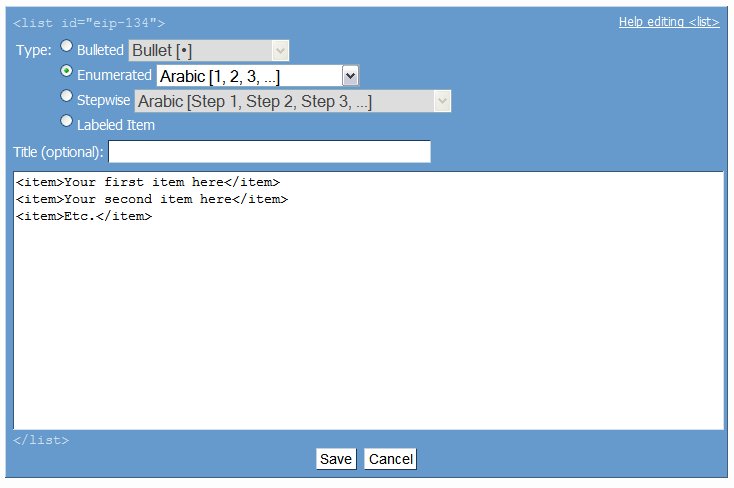 <list id="eip-134"> Help editing <list>
Type: Bulleted Bullet [•]
Enumerated Arabic [1, 2, 3, ...]
Stepwise Arabic [Step 1, Step 2, Step 3, ...]
Labeled Item
Title (optional):
<item>Your first item here</item>
<item>Your second item here</item>
<item>Etc.</item>
</list>
Save Cancel